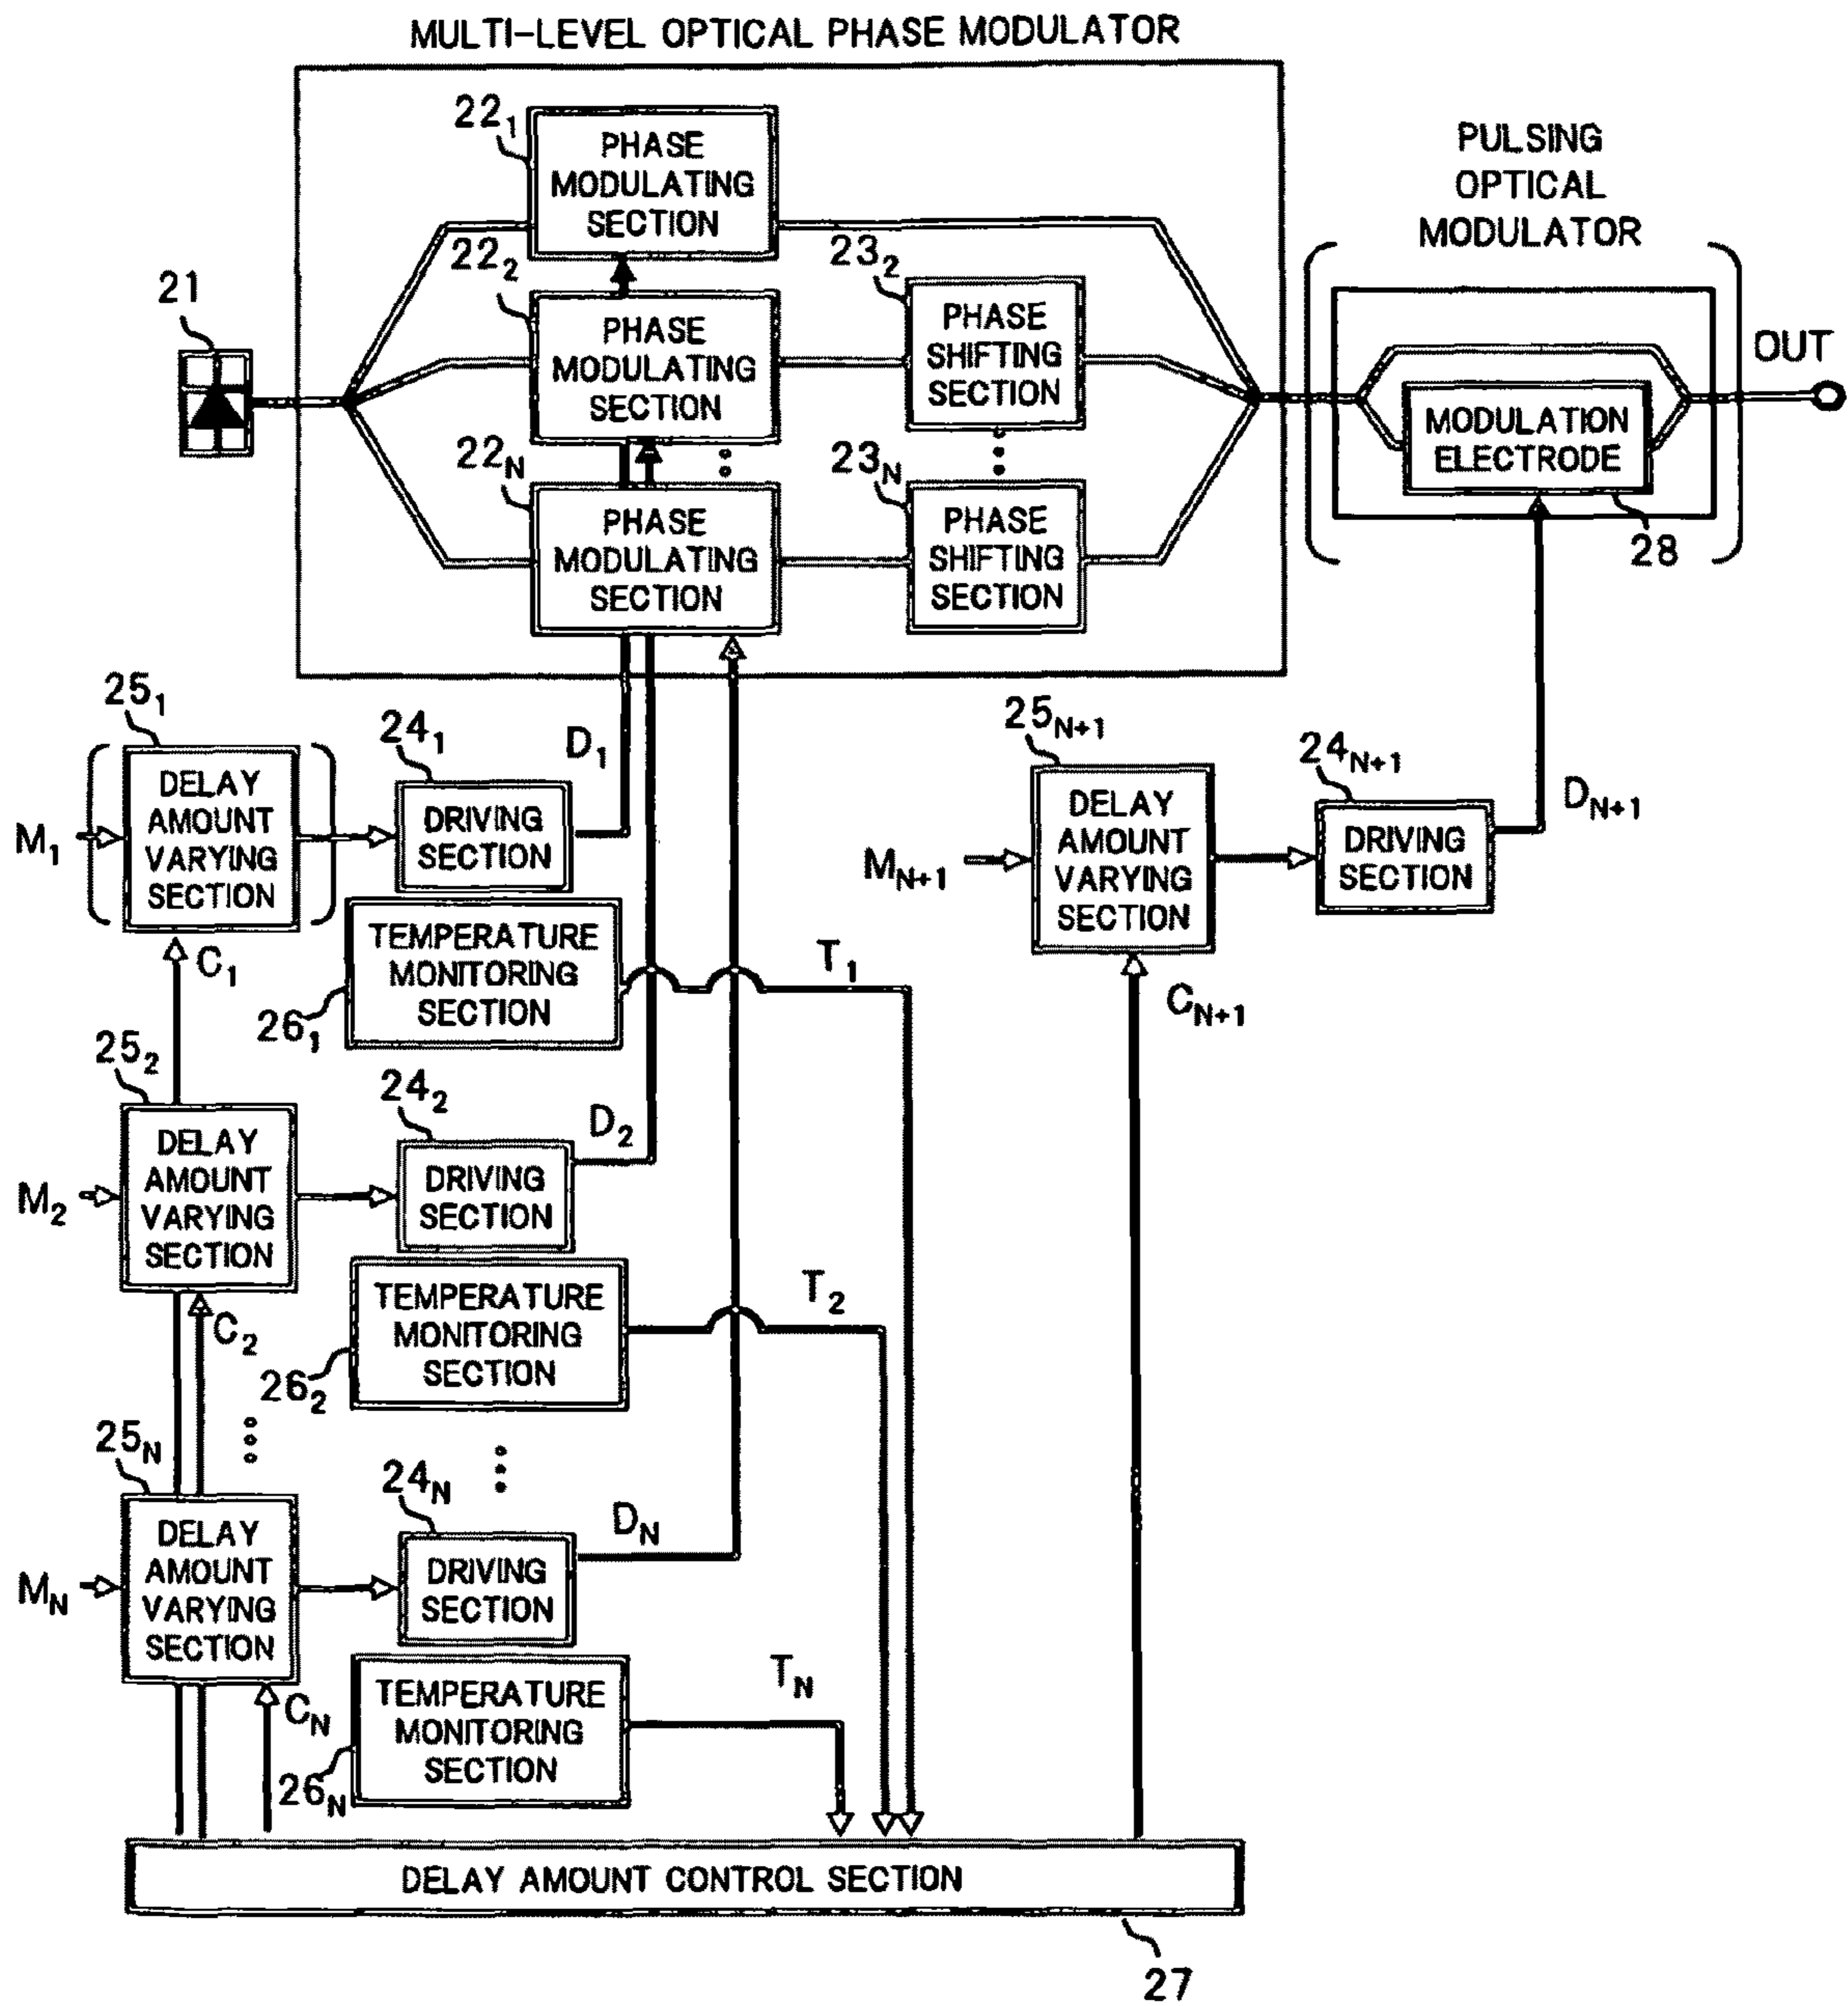 MULTI-LEVEL OPTICAL PHASE MODULATOR
22₁
PHASE
MODULATING
SECTION
22₂
PHASE
MODULATING
SECTION
22N
PHASE
MODULATING
SECTION
23₂
PHASE
SHIFTING
SECTION
23N
PHASE
SHIFTING
SECTION
21
PULSING
OPTICAL
MODULATOR
OUT
MODULATION
ELECTRODE
28
25₁
DELAY
AMOUNT
VARYING
SECTION
M₁
24₁
DRIVING
SECTION
D₁
TEMPERATURE
MONITORING
SECTION
26₁
T₁
C₁
25N+1
DELAY
AMOUNT
VARYING
SECTION
MN+1
24N+1
DRIVING
SECTION
DN+1
CN+1
25₂
DELAY
AMOUNT
VARYING
SECTION
M₂
24₂
DRIVING
SECTION
D₂
TEMPERATURE
MONITORING
SECTION
26₂
T₂
C₂
25N
DELAY
AMOUNT
VARYING
SECTION
MN
24N
DRIVING
SECTION
DN
TEMPERATURE
MONITORING
SECTION
26N
TN
CN
DELAY AMOUNT CONTROL SECTION
27